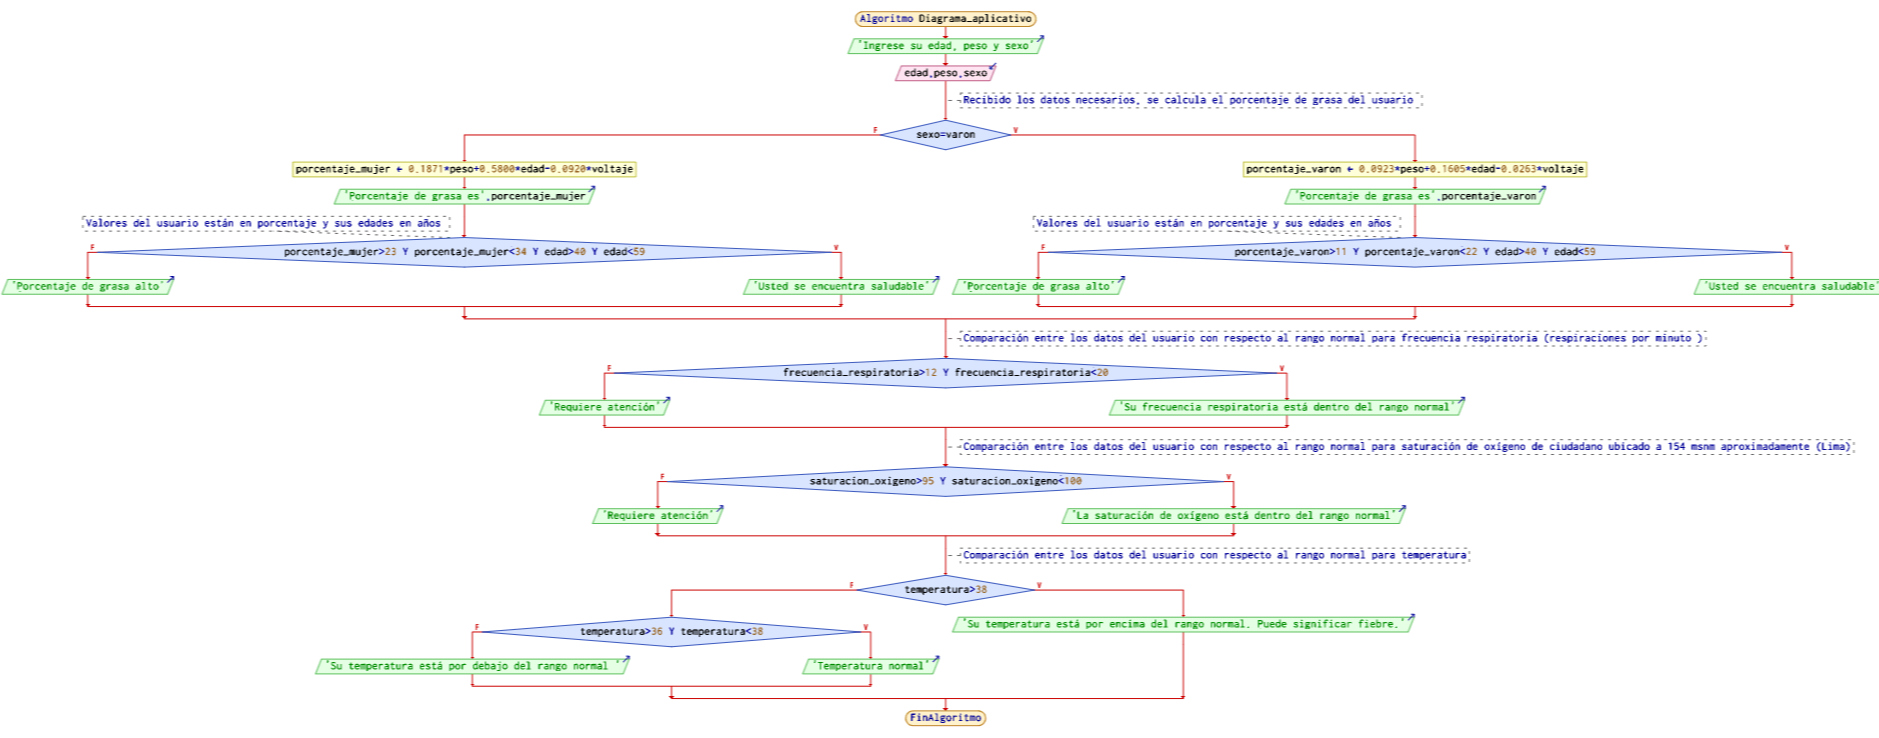 Algoritmo Diagrama_aplicativo
'Ingrese su edad, peso y sexo'
edad,peso,sexo
Recibido los datos necesarios, se calcula el porcentaje de grasa del usuario
F
sexo=varon
V
porcentaje_mujer ← 0.1871*peso+0.5800*edad-0.0920*voltaje
porcentaje_varon ← 0.0923*peso+0.1605*edad-0.0263*voltaje
'Porcentaje de grasa es',porcentaje_mujer
'Porcentaje de grasa es',porcentaje_varon
Valores del usuario están en porcentaje y sus edades en años
Valores del usuario están en porcentaje y sus edades en años
F
porcentaje_mujer>23 Y porcentaje_mujer<34 Y edad>40 Y edad<59
V
F
porcentaje_varon>11 Y porcentaje_varon<22 Y edad>40 Y edad<59
V
'Porcentaje de grasa alto'
'Usted se encuentra saludable'
'Porcentaje de grasa alto'
'Usted se encuentra saludable'
Comparación entre los datos del usuario con respecto al rango normal para frecuencia respiratoria (respiraciones por minuto )
F
frecuencia_respiratoria>12 Y frecuencia_respiratoria<20
V
'Requiere atención'
'Su frecuencia respiratoria está dentro del rango normal'
Comparación entre los datos del usuario con respecto al rango normal para saturación de oxígeno de ciudadano ubicado a 154 msnm aproximadamente (Lima)
F
saturacion_oxigeno>95 Y saturacion_oxigeno<100
V
'Requiere atención'
'La saturación de oxígeno está dentro del rango normal'
Comparación entre los datos del usuario con respecto al rango normal para temperatura
F
temperatura>38
V
F
temperatura>36 Y temperatura<38
V
'Su temperatura está por encima del rango normal. Puede significar fiebre.'
'Su temperatura está por debajo del rango normal '
'Temperatura normal'
FinAlgoritmo